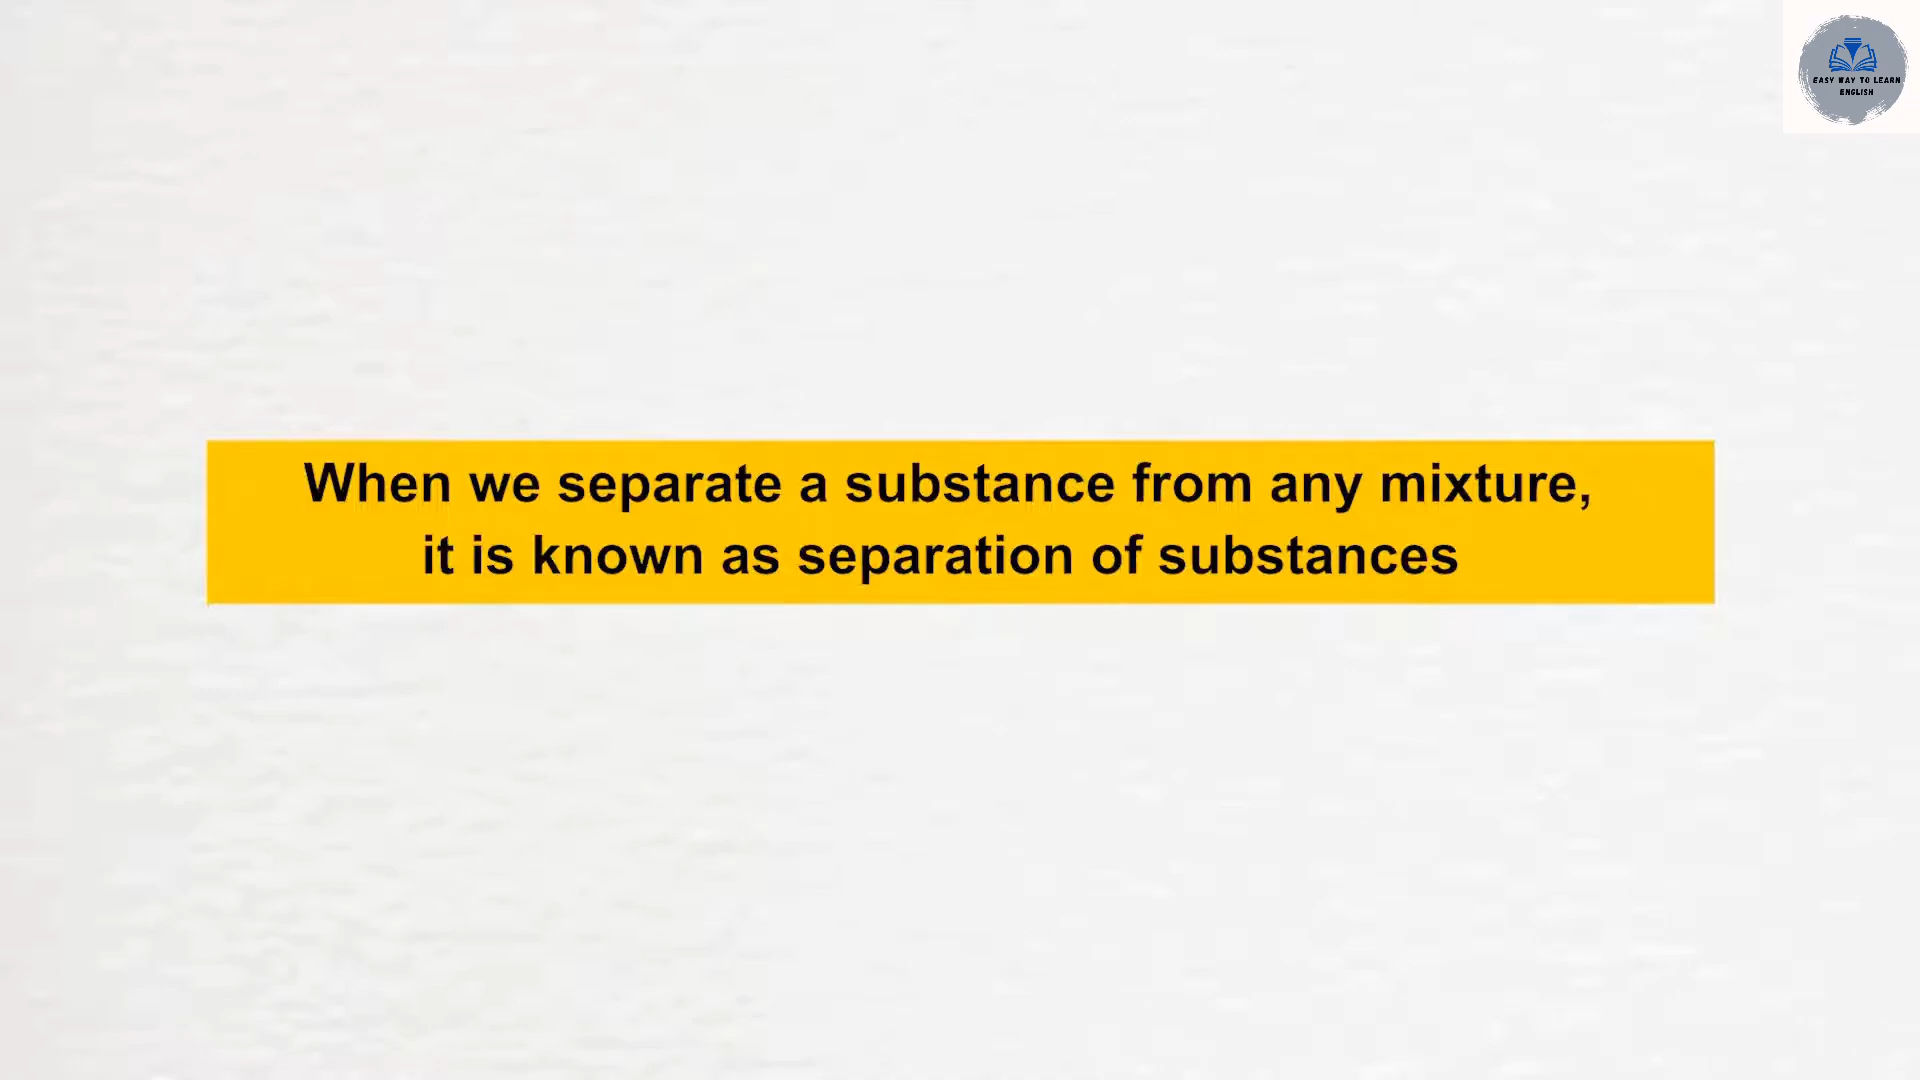 EASY WAY TO LEARN
ENGLISH
When we separate a substance from any mixture,
it is known as separation of substances